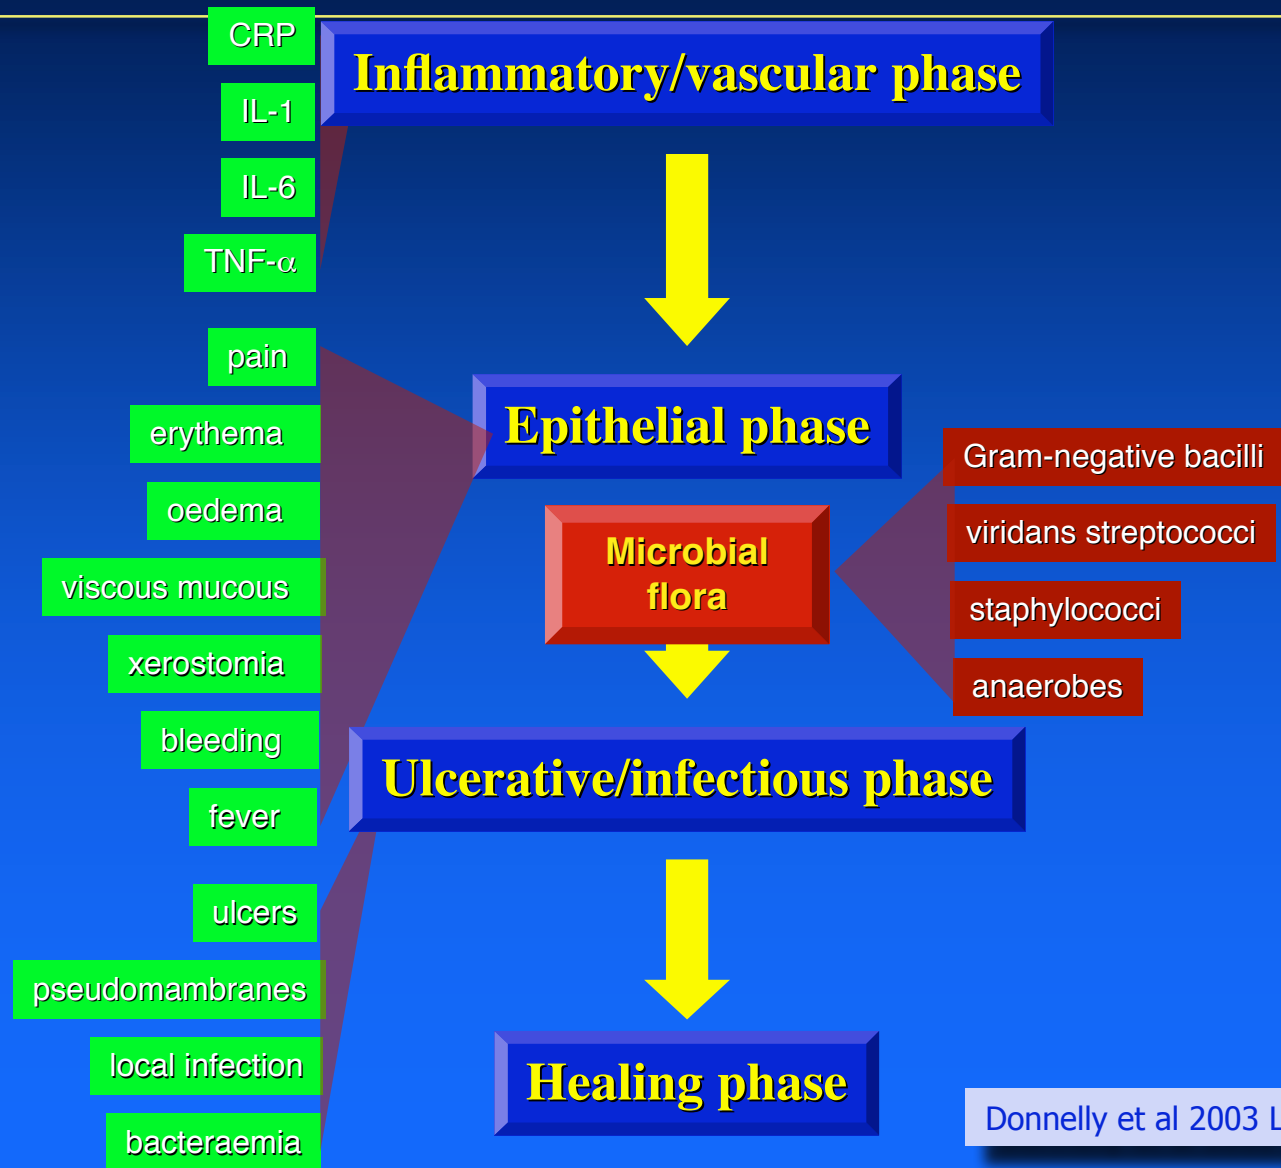 CRP
Inflammatory/vascular phase
IL-1
IL-6
TNF-α
pain
Epithelial phase
erythema
Gram-negative bacilli
oedema
viridans streptococci
Microbial
flora
viscous mucous
staphylococci
xerostomia
anaerobes
bleeding
Ulcerative/infectious phase
fever
ulcers
pseudomambranes
local infection
Healing phase
Donnelly et al 2003 L
bacteraemia